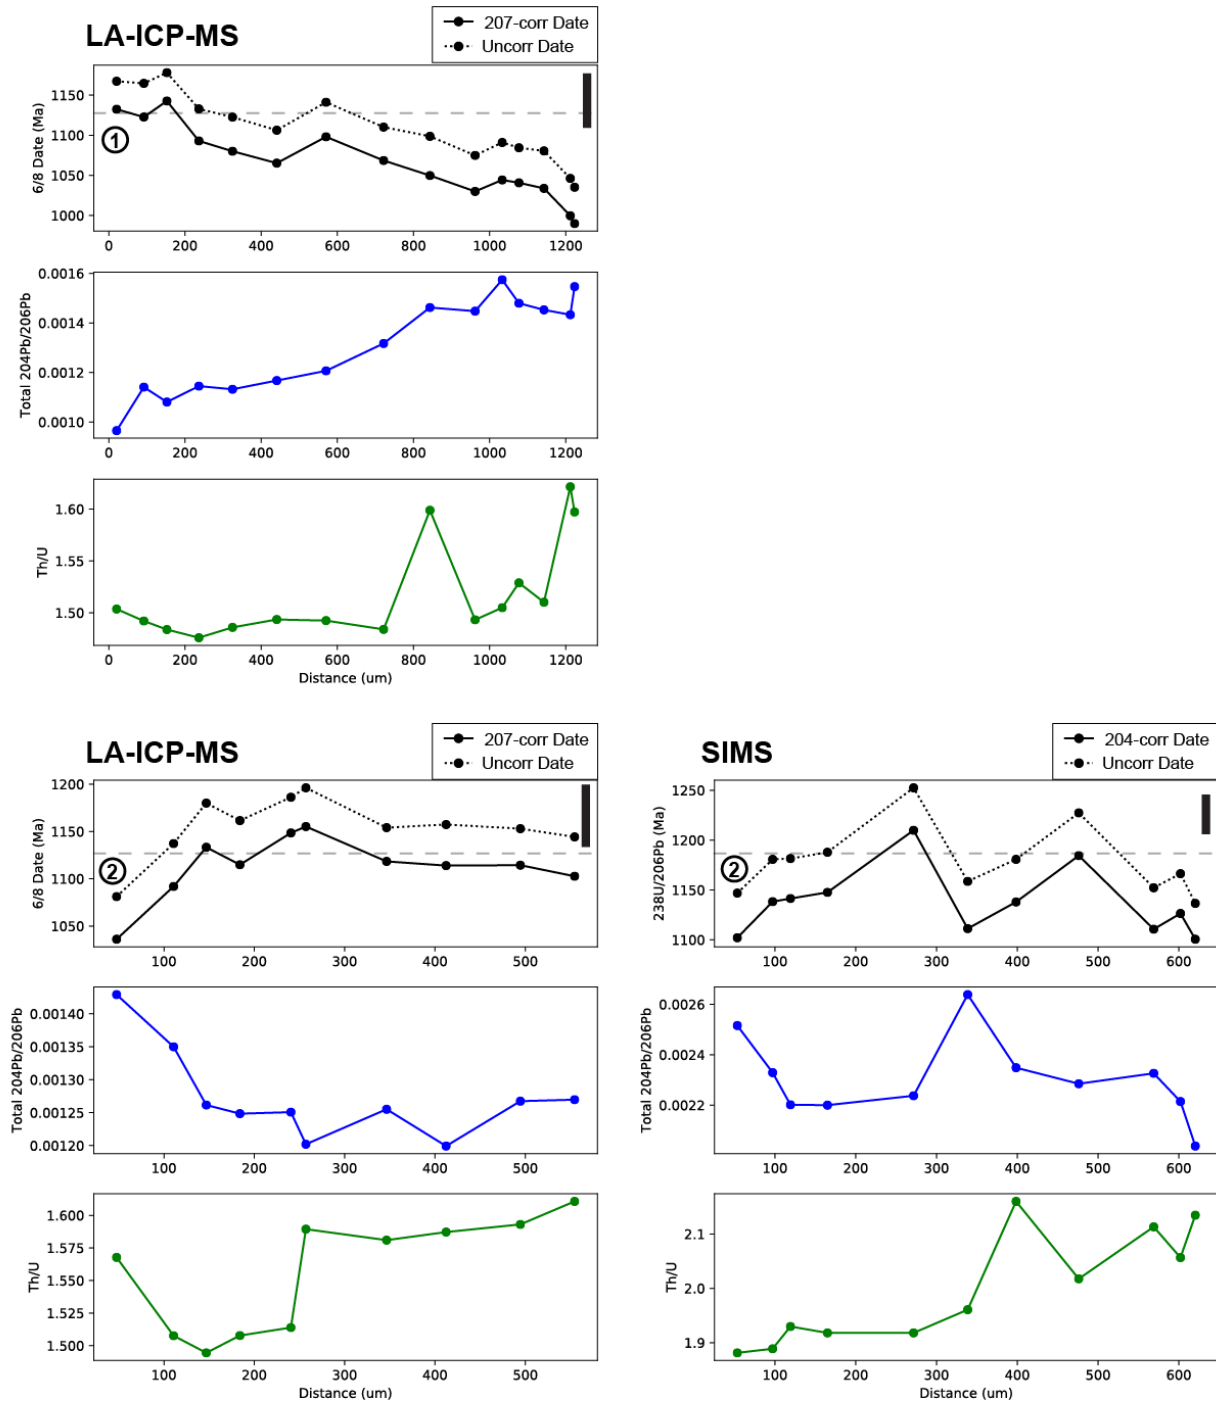 LA-ICP-MS
207-corr Date
Uncorr Date
6/8 Date (Ma)
1150
1100
1050
1000
1
0 200 400 600 800 1000 1200
Total 204Pb/206Pb
0.0016
0.0014
0.0012
0.0010
0 200 400 600 800 1000 1200
Th/U
1.60
1.55
1.50
0 200 400 600 800 1000 1200
Distance (um)
LA-ICP-MS
207-corr Date
Uncorr Date
6/8 Date (Ma)
1200
1150
1100
1050
2
100 200 300 400 500
Total 204Pb/206Pb
0.00140
0.00135
0.00130
0.00125
0.00120
100 200 300 400 500
Th/U
1.600
1.575
1.550
1.525
1.500
100 200 300 400 500
Distance (um)
SIMS
204-corr Date
Uncorr Date
238U/206Pb (Ma)
1250
1200
1150
1100
2
100 200 300 400 500 600
Total 204Pb/206Pb
0.0026
0.0024
0.0022
100 200 300 400 500 600
Th/U
2.1
2.0
1.9
100 200 300 400 500 600
Distance (um)